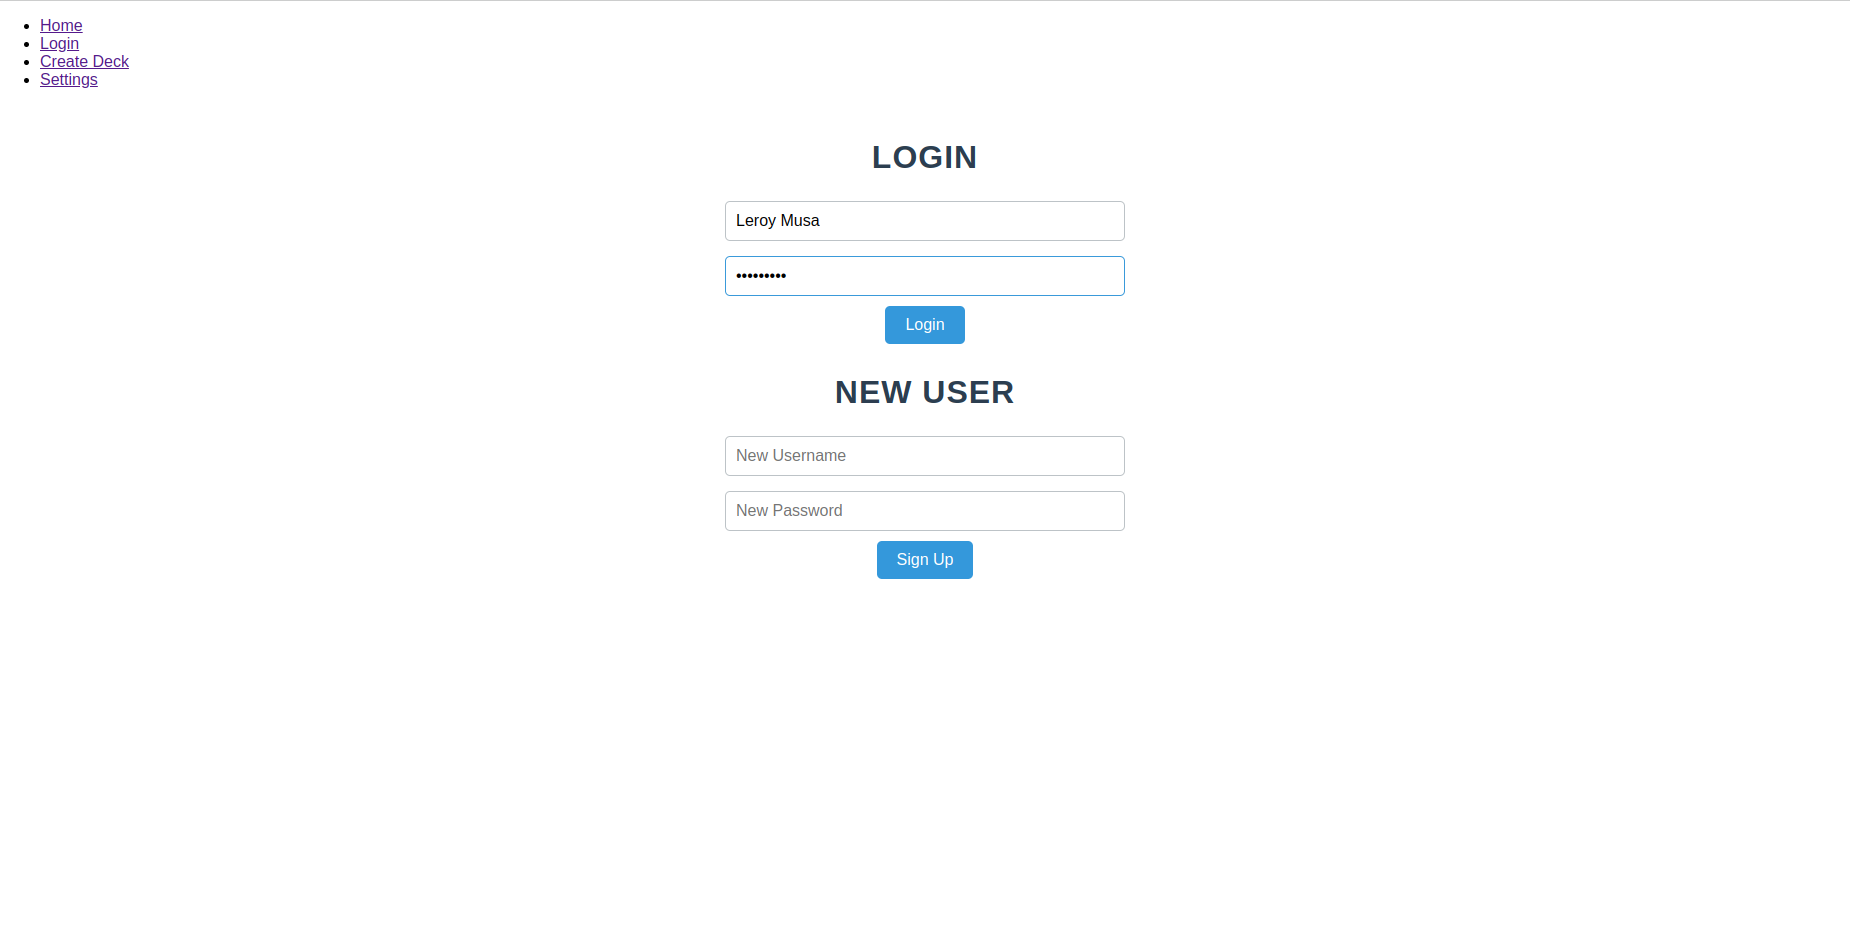 Home
Login
Create Deck
Settings
LOGIN
Leroy Musa
•••••••••
Login
NEW USER
New Username
New Password
Sign Up